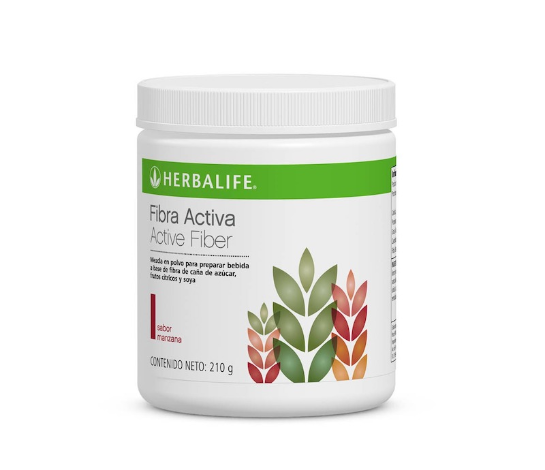 HERBALIFE®
Fibra Activa
Active Fiber
Mezcla en polvo para preparar bebida
a base de fibra de caña de azúcar,
frutos cítricos y soya
sabor
manzana
CONTENIDO NETO: 210 g